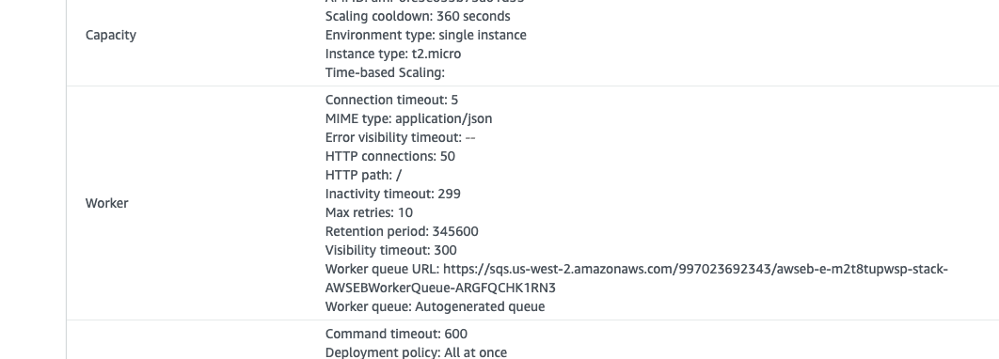 Scaling cooldown: 360 seconds
Capacity
Environment type: single instance
Instance type: t2.micro
Time-based Scaling:
Connection timeout: 5
MIME type: application/json
Error visibility timeout: --
HTTP connections: 50
HTTP path: /
Inactivity timeout: 299
Worker
Max retries: 10
Retention period: 345600
Visibility timeout: 300
Worker queue URL: https://sqs.us-west-2.amazonaws.com/997023692343/awseb-e-m2t8tupwsp-stack-
AWSEBWorkerQueue-ARGFQCHK1RN3
Worker queue: Autogenerated queue
Command timeout: 600
Deployment policy: All at once